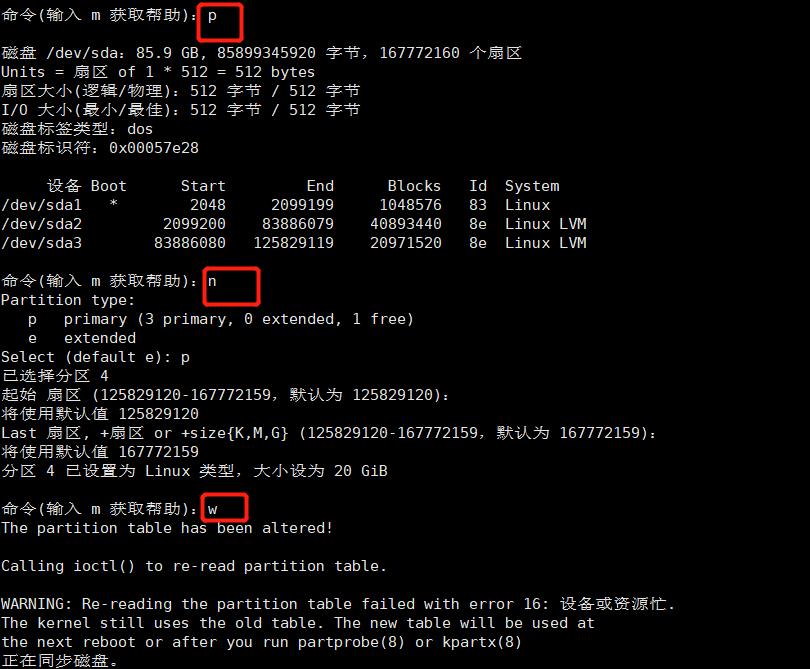 命令(输入 m 获取帮助)：p
磁盘 /dev/sda：85.9 GB, 85899345920 字节，167772160 个扇区
Units = 扇区 of 1 * 512 = 512 bytes
扇区大小(逻辑/物理)：512 字节 / 512 字节
I/O 大小(最小/最佳)：512 字节 / 512 字节
磁盘标签类型：dos
磁盘标识符：0x00057e28
设备 Boot      Start         End      Blocks   Id  System
/dev/sda1   *        2048     2099199     1048576   83  Linux
/dev/sda2         2099200    83886079    40893440   8e  Linux LVM
/dev/sda3        83886080   125829119    20971520   8e  Linux LVM
命令(输入 m 获取帮助)：n
Partition type:
   p   primary (3 primary, 0 extended, 1 free)
   e   extended
Select (default e): p
已选择分区 4
起始 扇区 (125829120-167772159，默认为 125829120)：
将使用默认值 125829120
Last 扇区, +扇区 or +size{K,M,G} (125829120-167772159，默认为 167772159)：
将使用默认值 167772159
分区 4 已设置为 Linux 类型，大小设为 20 GiB
命令(输入 m 获取帮助)：w
The partition table has been altered!
Calling ioctl() to re-read partition table.
WARNING: Re-reading the partition table failed with error 16: 设备或资源忙.
The kernel still uses the old table. The new table will be used at
the next reboot or after you run partprobe(8) or kpartx(8)
正在同步磁盘。